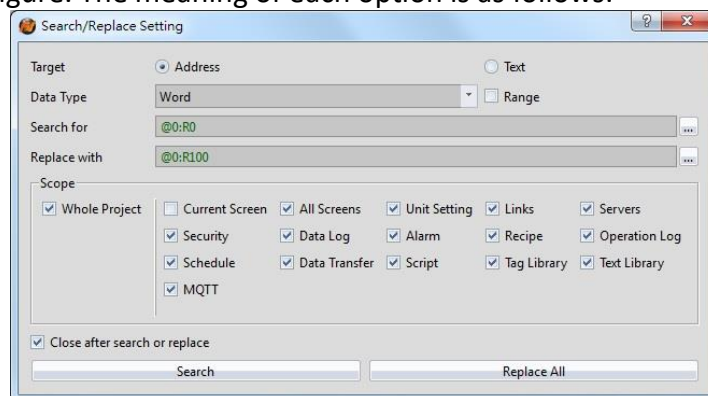 igure. The meaning of each option is as follows:
Search/Replace Setting
Target Address Text
Data Type Word Range
Search for @0:R0 ...
Replace with @0:R100 ...
Scope
Whole Project Current Screen All Screens Unit Setting Links Servers
Security Data Log Alarm Recipe Operation Log
Schedule Data Transfer Script Tag Library Text Library
MQTT
Close after search or replace
Search Replace All